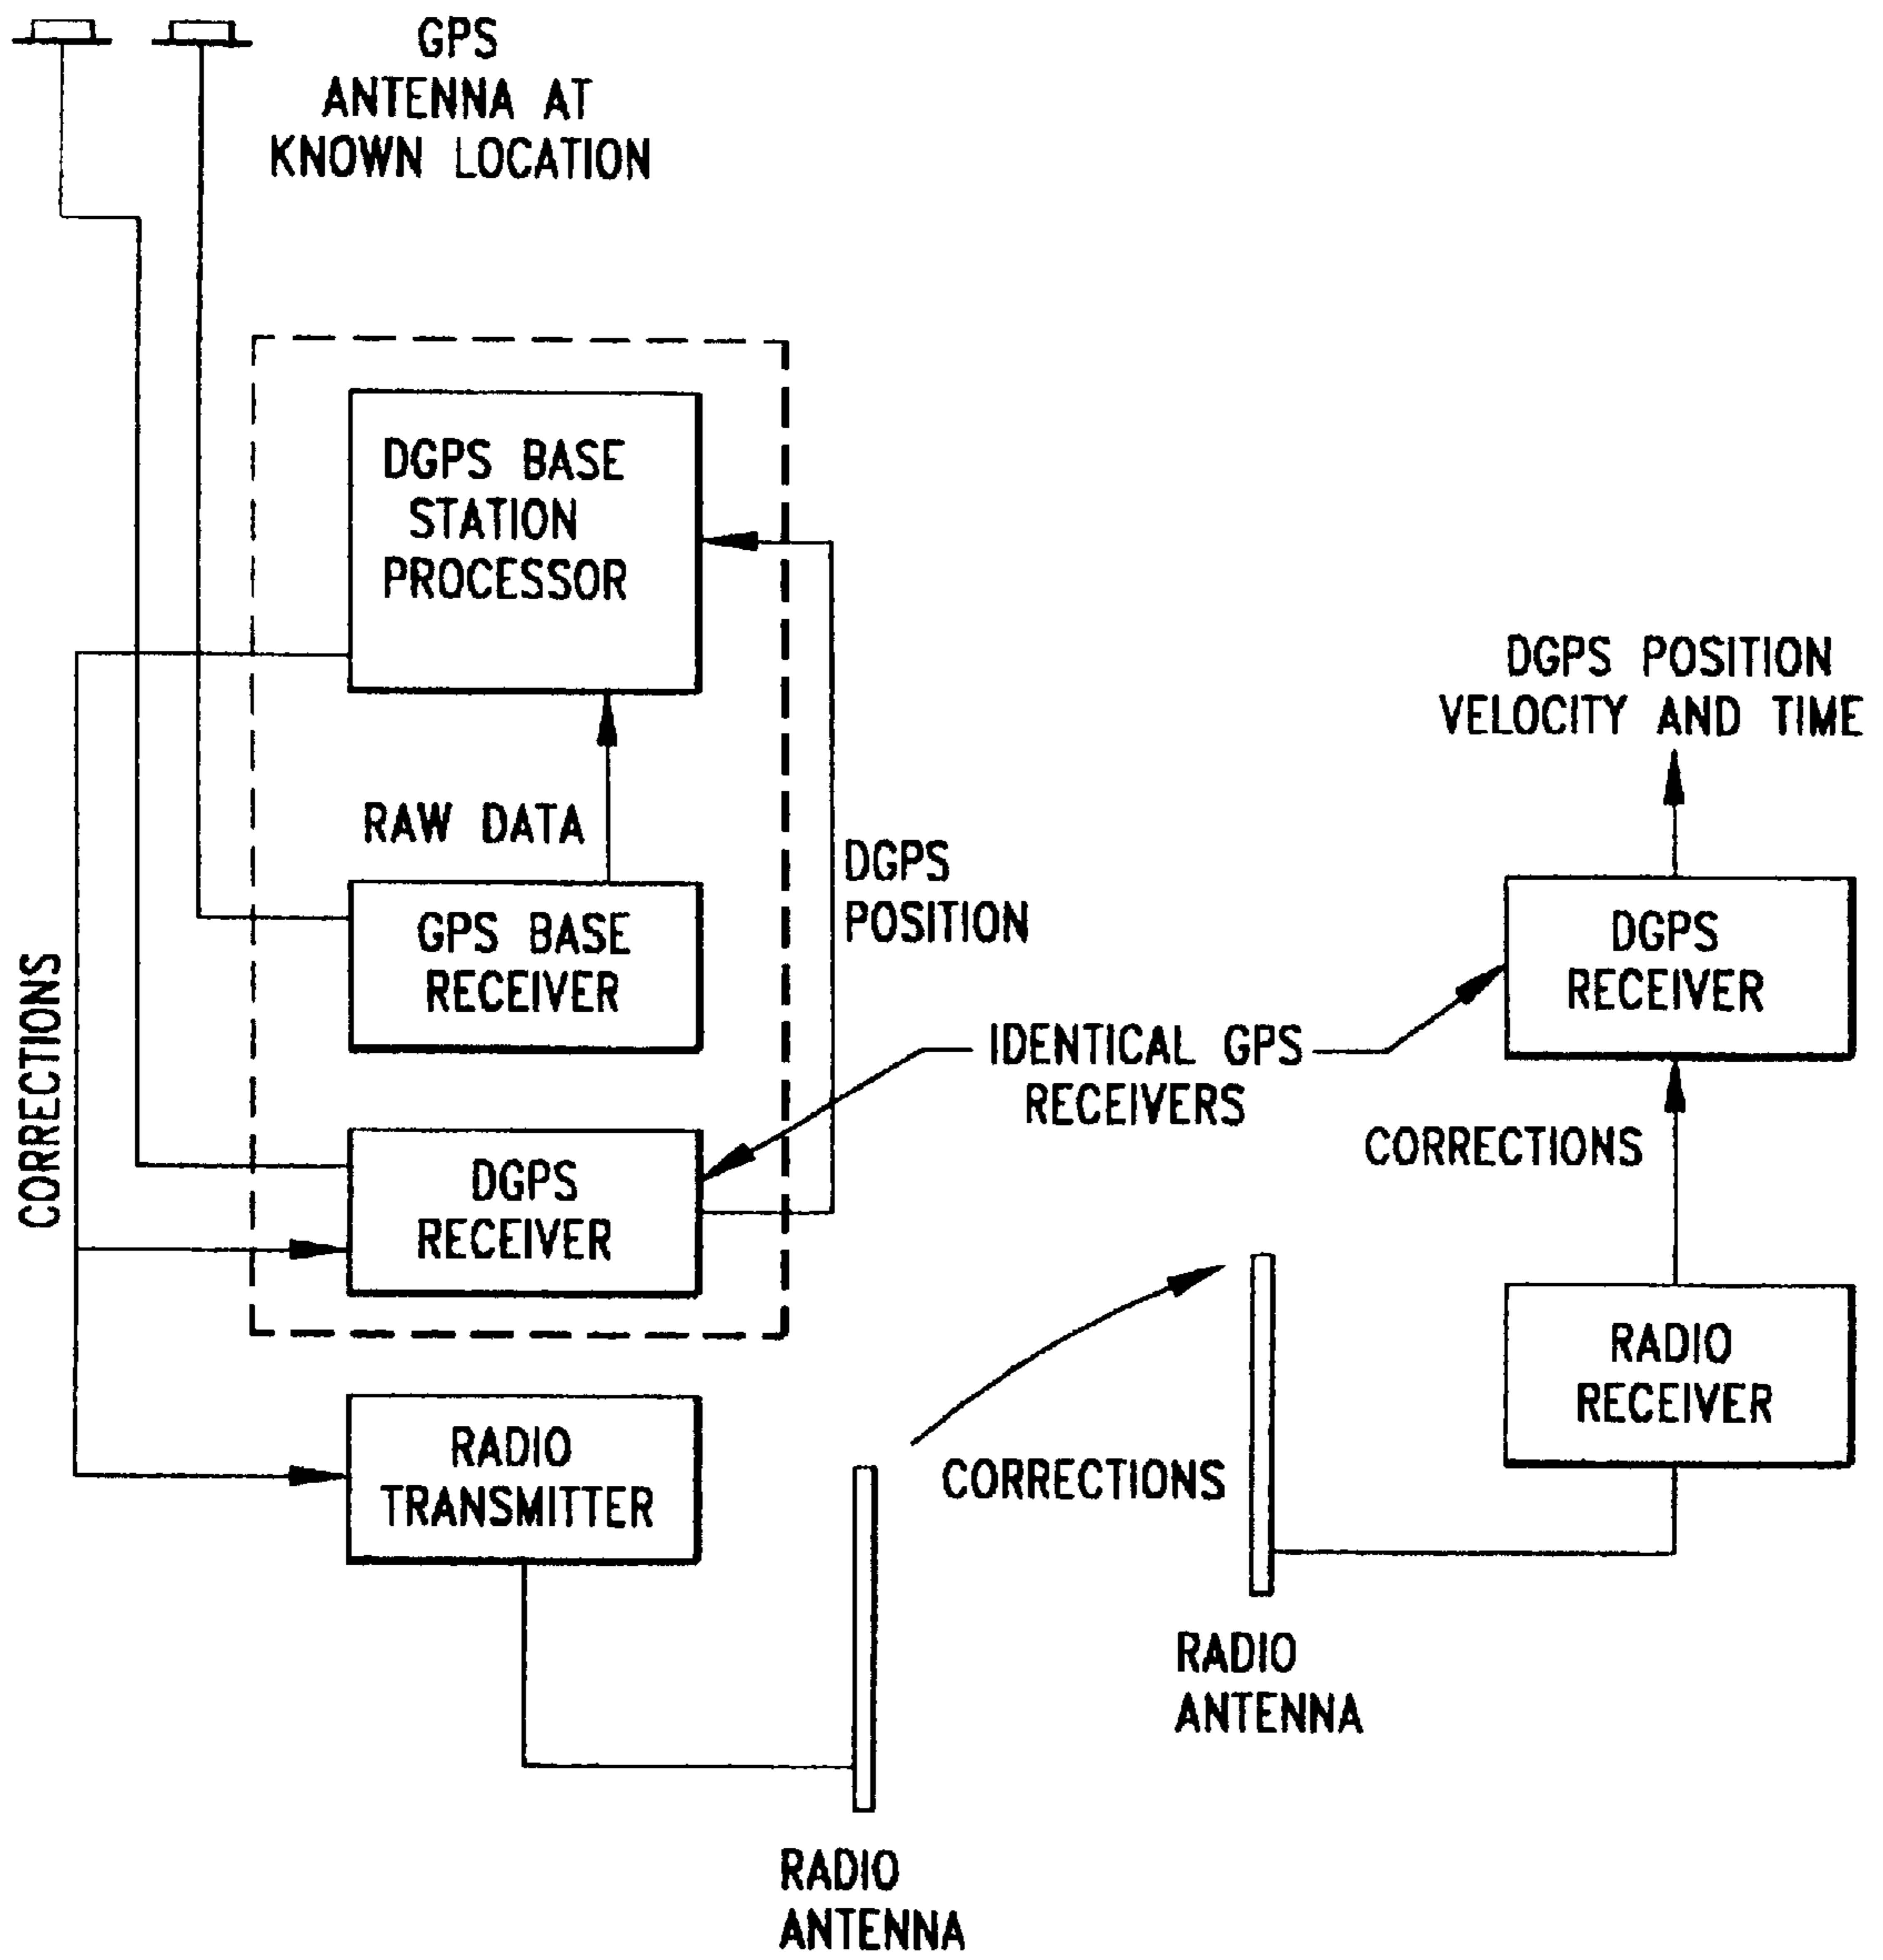 GPS
ANTENNA AT
KNOWN LOCATION
DGPS BASE
STATION
PROCESSOR
RAW DATA
GPS BASE
RECEIVER
DGPS
POSITION
CORRECTIONS
DGPS
RECEIVER
IDENTICAL GPS
RECEIVERS
RADIO
TRANSMITTER
RADIO
ANTENNA
CORRECTIONS
RADIO
ANTENNA
DGPS POSITION
VELOCITY AND TIME
DGPS
RECEIVER
CORRECTIONS
RADIO
RECEIVER